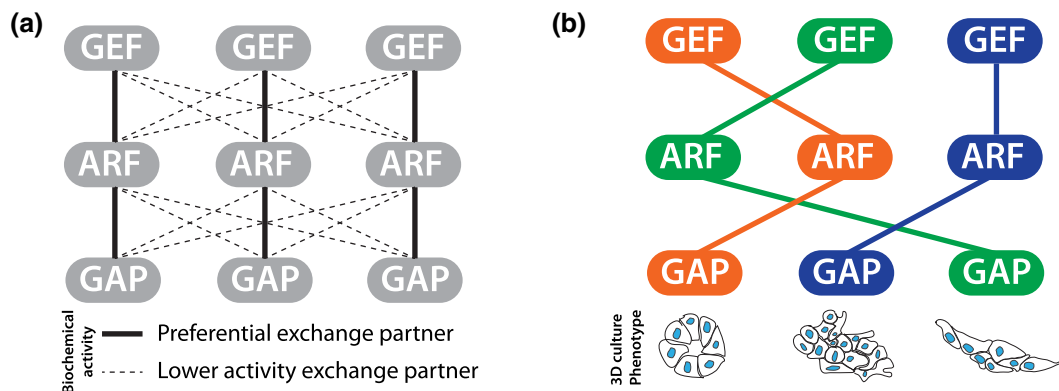 (a)
GEF GEF GEF
ARF ARF ARF
GAP GAP GAP
Biochemical
activity
Preferential exchange partner
Lower activity exchange partner
(b)
GEF GEF GEF
ARF ARF ARF
GAP GAP GAP
3D culture
Phenotype